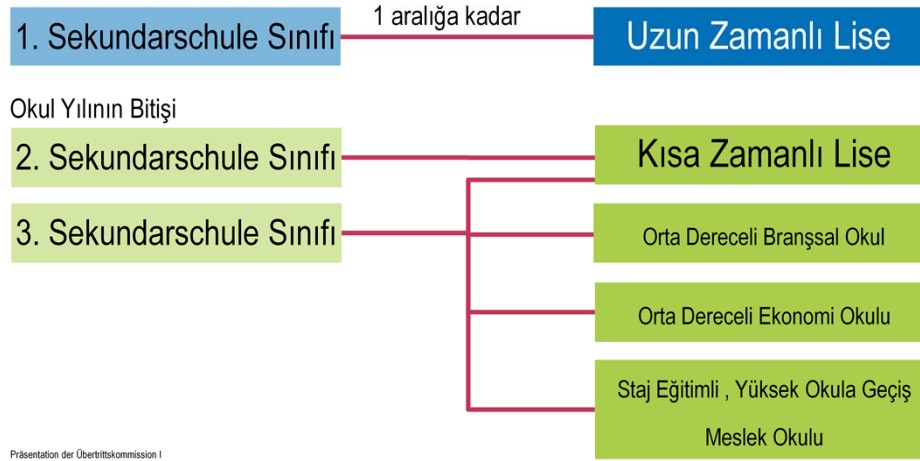 1 aralığa kadar
1. Sekundarschule Sınıfı
Uzun Zamanlı Lise
Okul Yılının Bitişi
2. Sekundarschule Sınıfı
Kısa Zamanlı Lise
3. Sekundarschule Sınıfı
Orta Dereceli Branşsal Okul
Orta Dereceli Ekonomi Okulu
Staj Eğitimli , Yüksek Okula Geçiş
Meslek Okulu
Präsentation der Übertrittskommission I